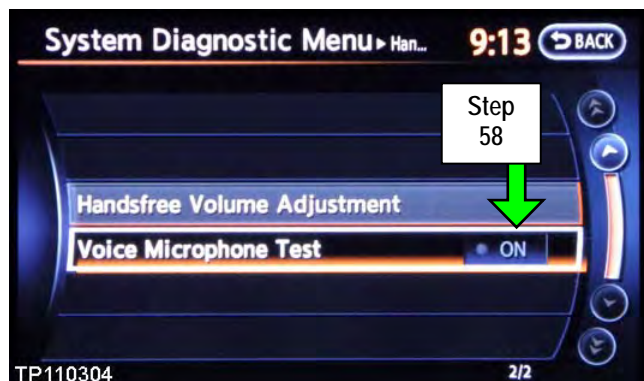 System Diagnostic Menu ▸ Han... 9:13 BACK
Step
58
Handsfree Volume Adjustment
Voice Microphone Test ON
TP110304
2/2